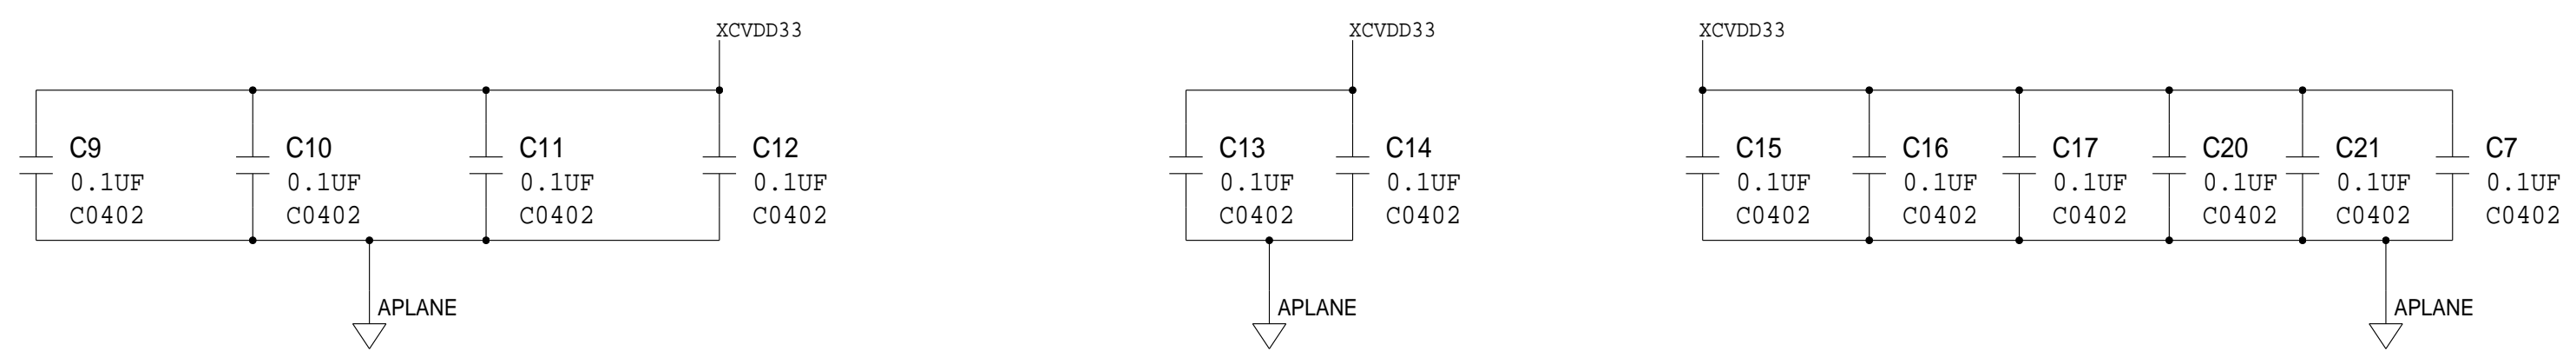 XCVDD33
XCVDD33
XCVDD33
C9
0.1UF
C0402
C10
0.1UF
C0402
C11
0.1UF
C0402
C12
0.1UF
C0402
C13
0.1UF
C0402
C14
0.1UF
C0402
C15
0.1UF
C0402
C16
0.1UF
C0402
C17
0.1UF
C0402
C20
0.1UF
C0402
C21
0.1UF
C0402
C7
0.1UF
C0402
APLANE
APLANE
APLANE